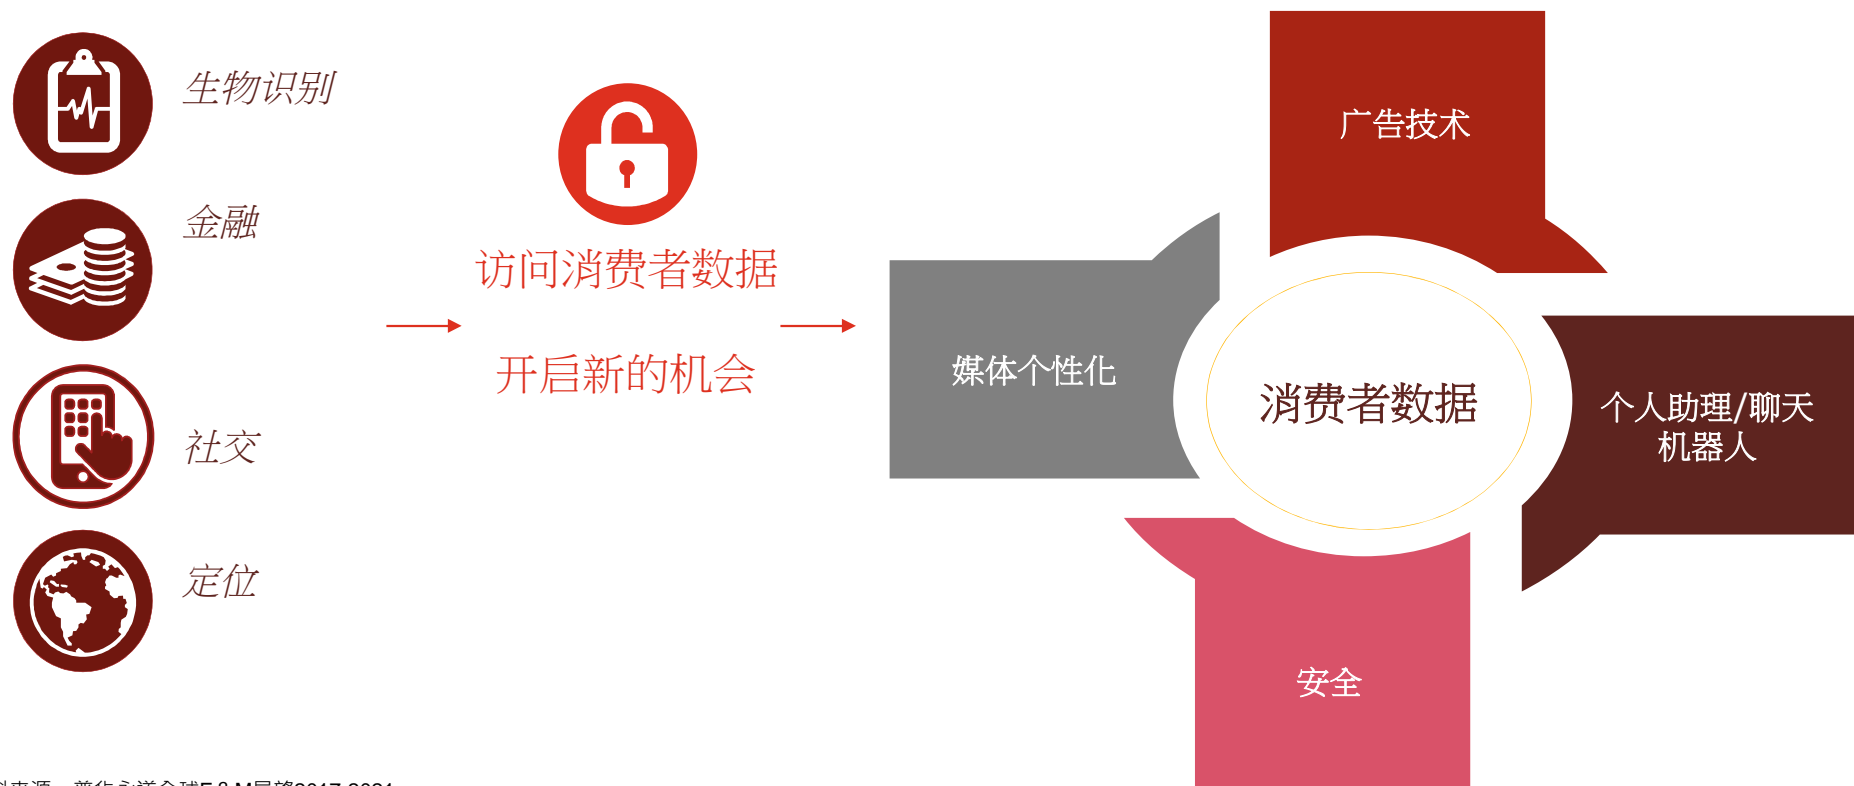 生物识别
金融
社交
定位
访问消费者数据
开启新的机会
广告技术
媒体个性化
消费者数据
个人助理/聊天
机器人
安全